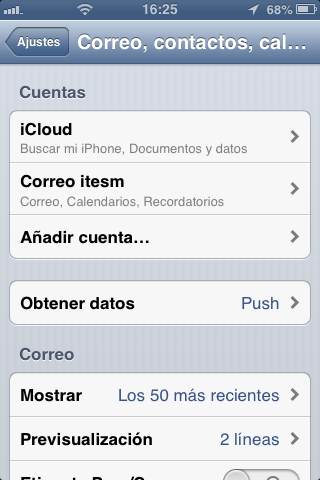 16:25
68%
Ajustes
Correo, contactos, cal...
Cuentas
iCloud
Buscar mi iPhone, Documentos y datos
Correo itesm
Correo, Calendarios, Recordatorios
Añadir cuenta...
Obtener datos Push
Correo
Mostrar Los 50 más recientes
Previsualización 2 líneas